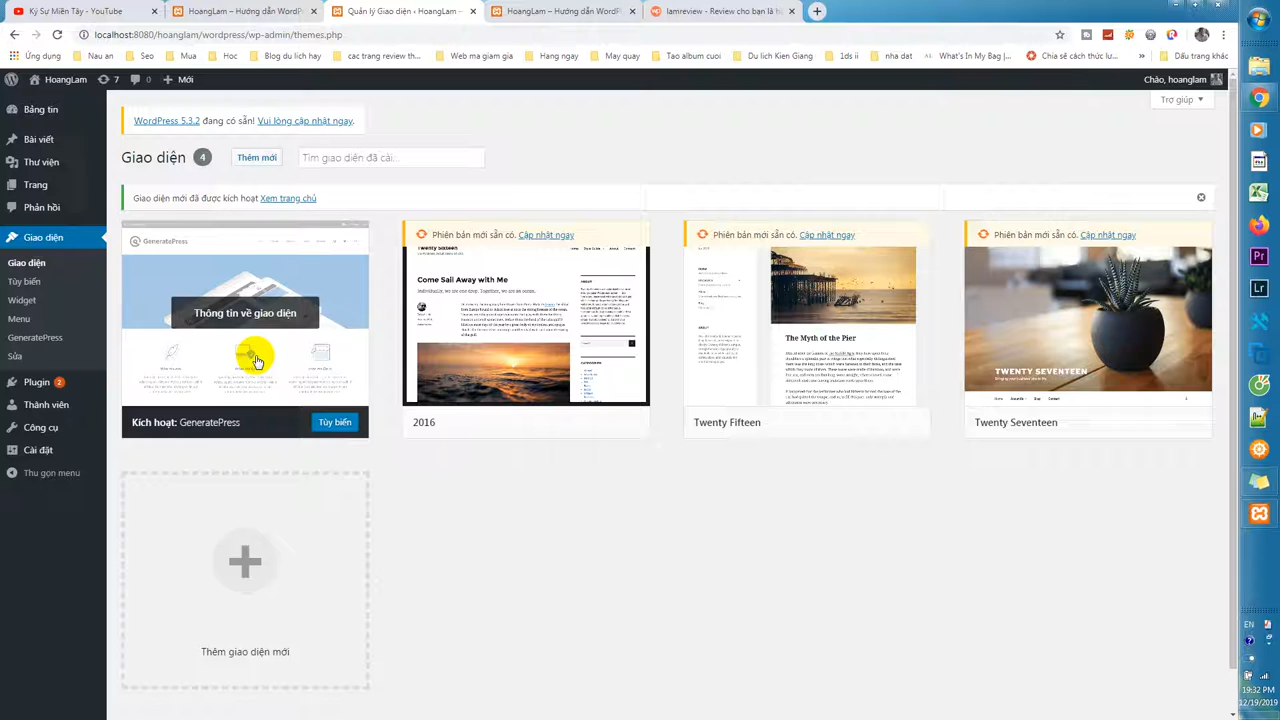 Kỹ Sư Miền Tây - YouTube
HoangLam – Hướng dẫn WordP
Quản lý Giao diện ‹ HoangLam –
HoangLam – Hướng dẫn WordP
Iamreview - Review cho bạn là
localhost:8080/hoanglam/wordpress/wp-admin/themes.php
Ứng dụng
Nau an
Seo
Hoc
Blog du lich
cac trang review th...
Web ma giam gia
Hang ngay
May quay
Tao album cuoi
Du lich Kien Giang
1ds ii
nha dat
What's In My Bag |...
Chia sẻ cách thức lư...
»
Dấu trang khác
HoangLam
7
0
Mới
Chào, hoanglam
Trợ giúp
Bảng tin
Bài viết
Thư viện
Trang
Phản hồi
Giao diện
Giao diện
Tùy biến
Widget
Menu
Plugin 2
Thành viên
Công cụ
Cài đặt
Thu gọn menu
WordPress 5.3.2 đang có sẵn! Vui lòng cập nhật ngay.
Giao diện 4
Thêm mới
Tìm giao diện đã cài...
Giao diện mới đã được kích hoạt Xem trang chủ
GeneratePress
Thông tin về giao diện
Kích hoạt: GeneratePress
Tùy biến
Phiên bản mới sẵn có. Cập nhật ngay
Twenty Sixteen
Come Sail Away with Me
2016
Phiên bản mới sẵn có. Cập nhật ngay
The Myth of the Pier
Twenty Fifteen
Phiên bản mới sẵn có. Cập nhật ngay
TWENTY SEVENTEEN
Twenty Seventeen
Thêm giao diện mới
Pr
Lr
EN
19:32 PM
12/19/2019